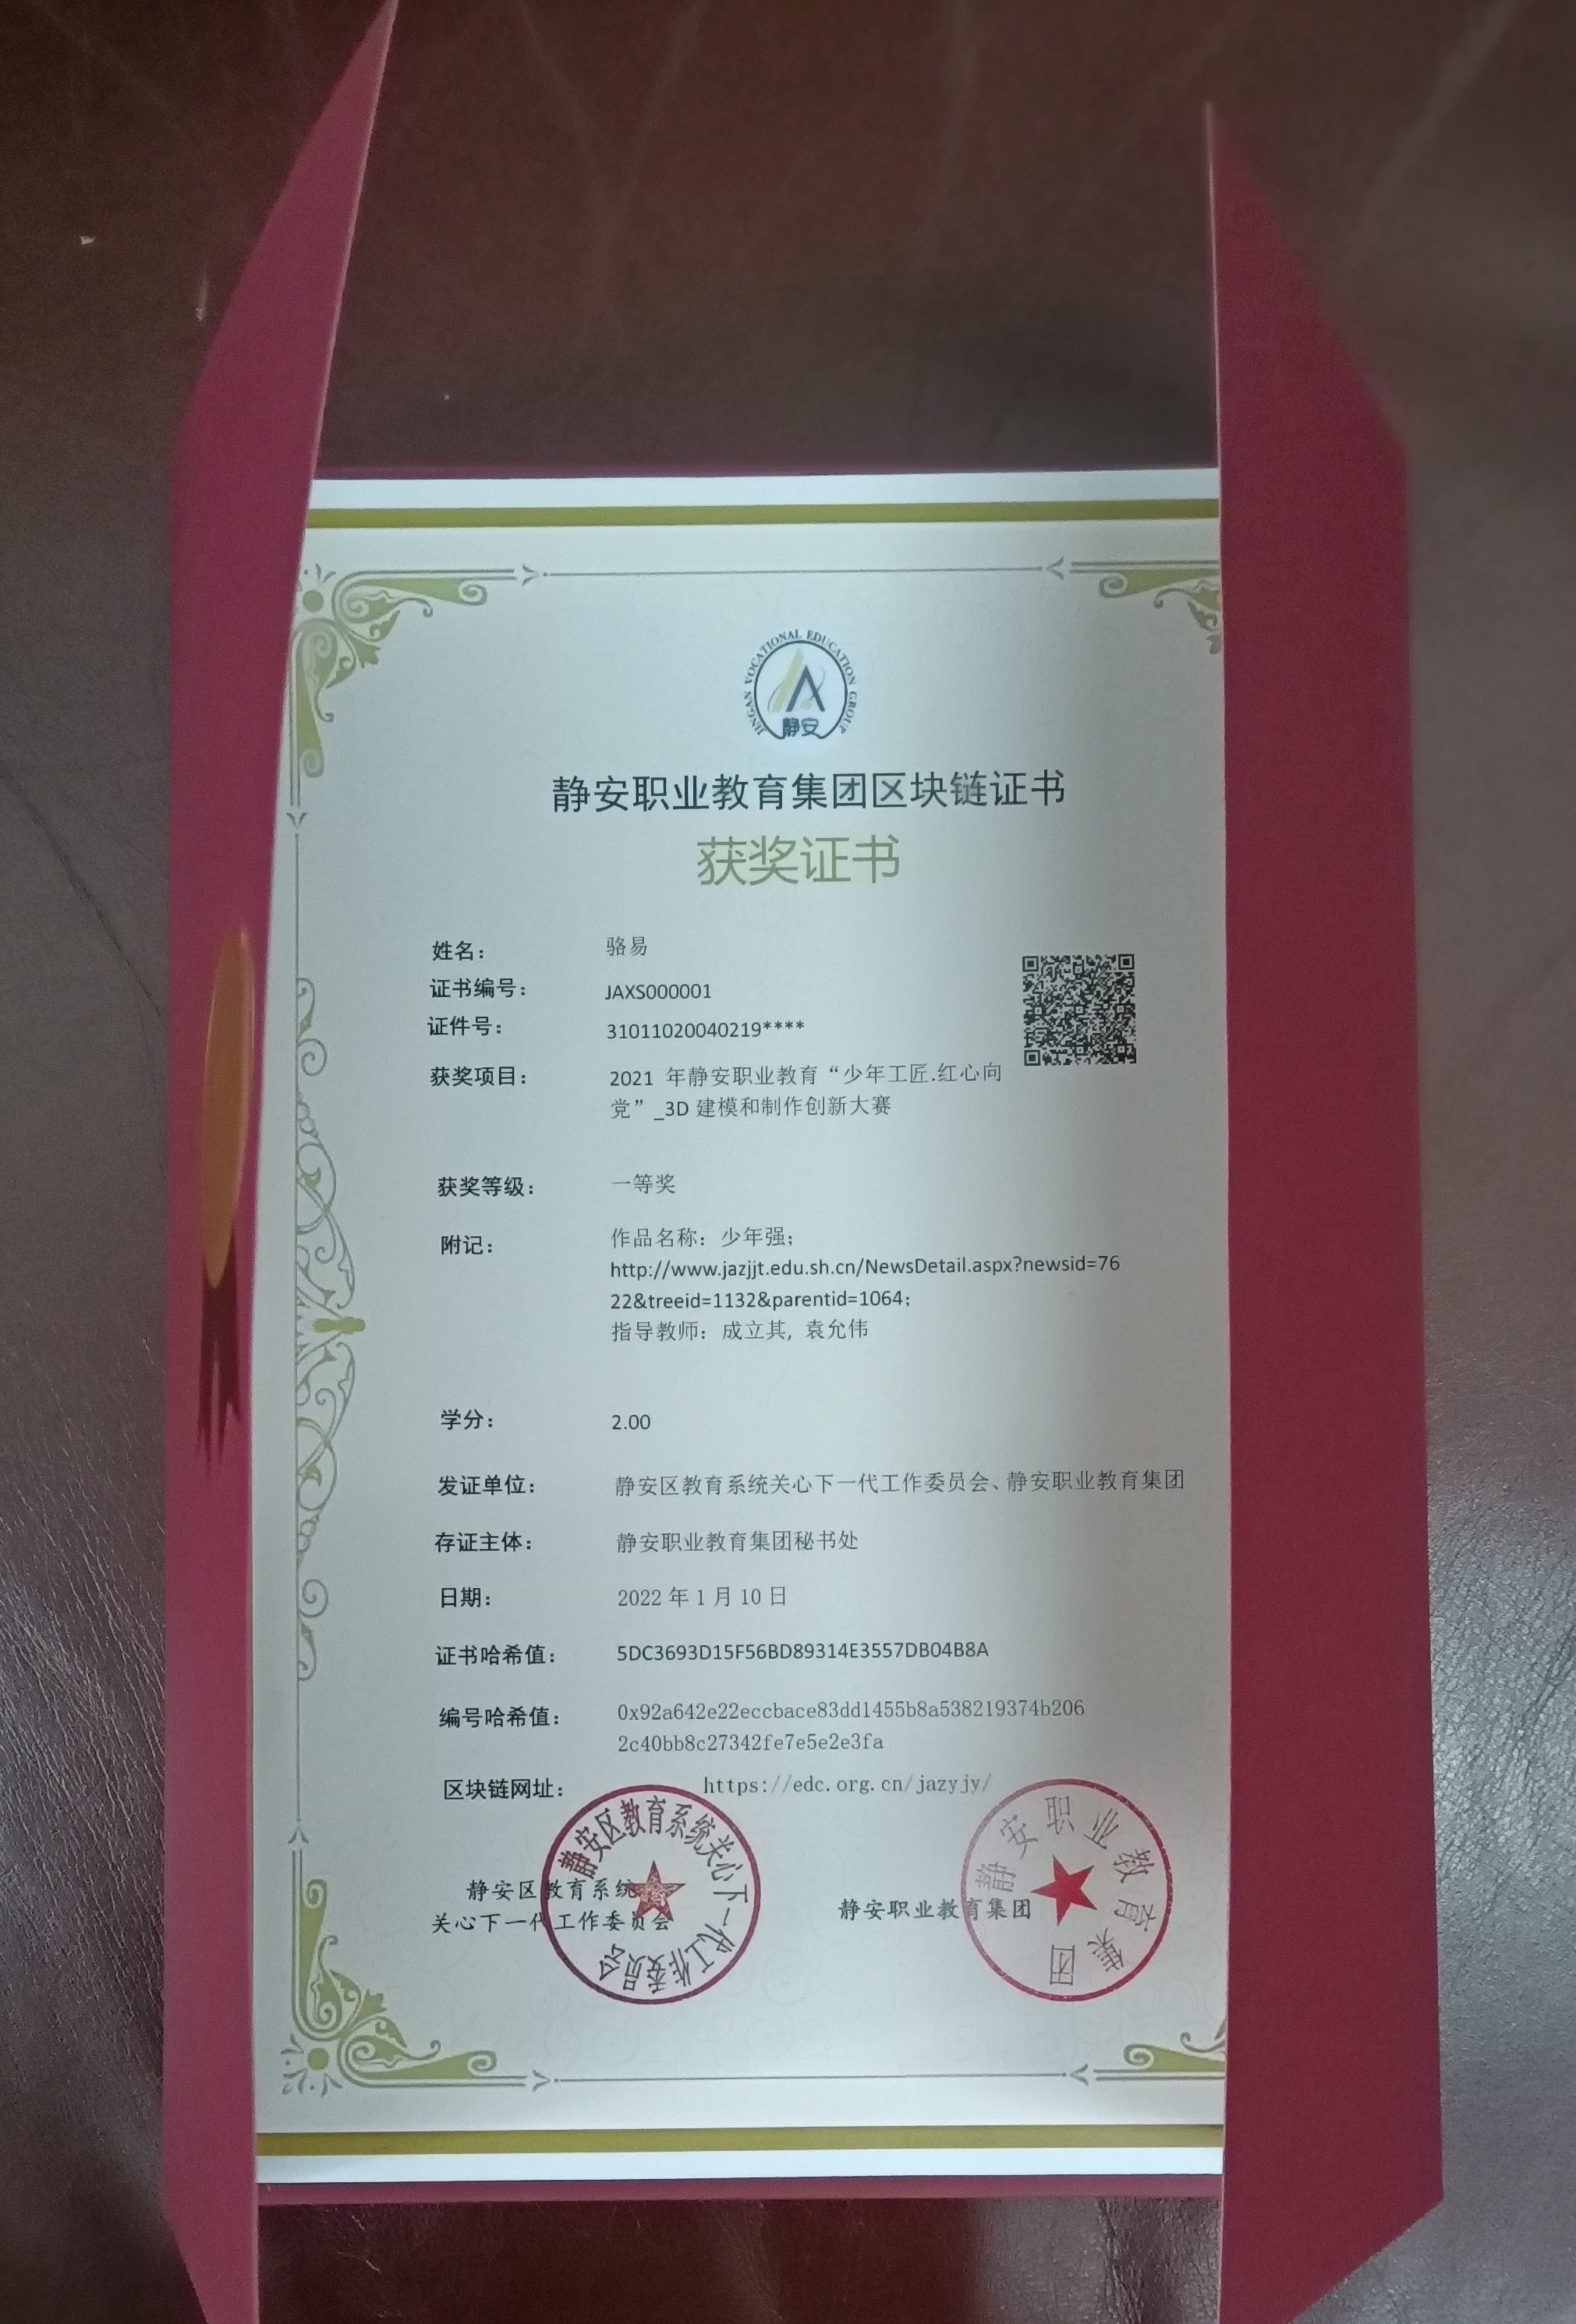 JINGAN VOCATIONAL EDUCATION GROUP
静安
静安职业教育集团区块链证书
获奖证书
姓名： 骆易
证书编号： JAXS000001
证件号： 31011020040219****
获奖项目： 2021 年静安职业教育“少年工匠.红心向
党”_3D 建模和制作创新大赛
获奖等级： 一等奖
附记： 作品名称：少年强；
http://www.jazjjt.edu.sh.cn/NewsDetail.aspx?newsid=76
22&treeid=1132&parentid=1064；
指导教师：成立其, 袁允伟
学分： 2.00
发证单位： 静安区教育系统关心下一代工作委员会、静安职业教育集团
存证主体： 静安职业教育集团秘书处
日期： 2022 年 1 月 10 日
证书哈希值： 5DC3693D15F56BD89314E3557DB04B8A
编号哈希值： 0x92a642e22eccbace83dd1455b8a538219374b206
2c40bb8c27342fe7e5e2e3fa
区块链网址： https://edc.org.cn/jazyjy/
静安区教育系统
关心下一代工作委员会
静安区教育系统关心下一代工作委员会
静安职业教育集团
静安职业教育集团